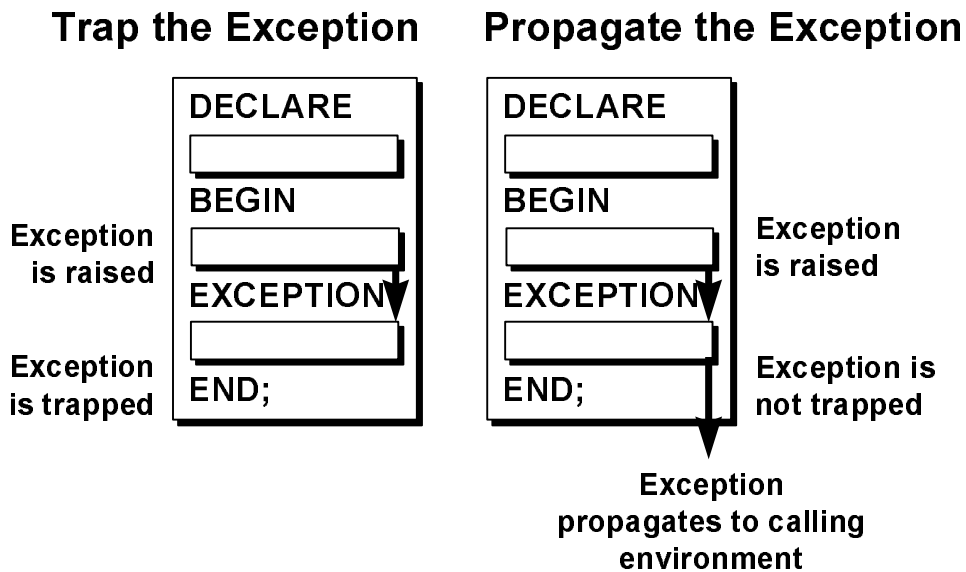 Trap the Exception
DECLARE
BEGIN
Exception
is raised
EXCEPTION
Exception
is trapped
END;
Propagate the Exception
DECLARE
BEGIN
Exception
is raised
EXCEPTION
Exception is
not trapped
END;
Exception
propagates to calling
environment